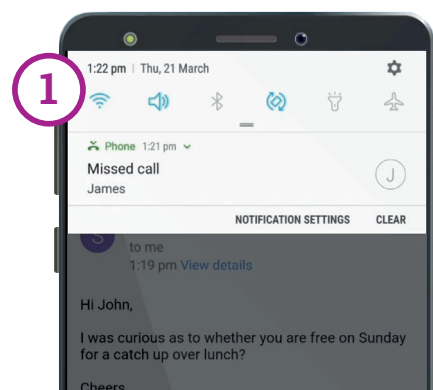 1
1:22 pm | Thu, 21 March
Phone 1:21 pm
Missed call
James
J
NOTIFICATION SETTINGS CLEAR
S
to me
1:19 pm View details
Hi John,
I was curious as to whether you are free on Sunday
for a catch up over lunch?
Cheers